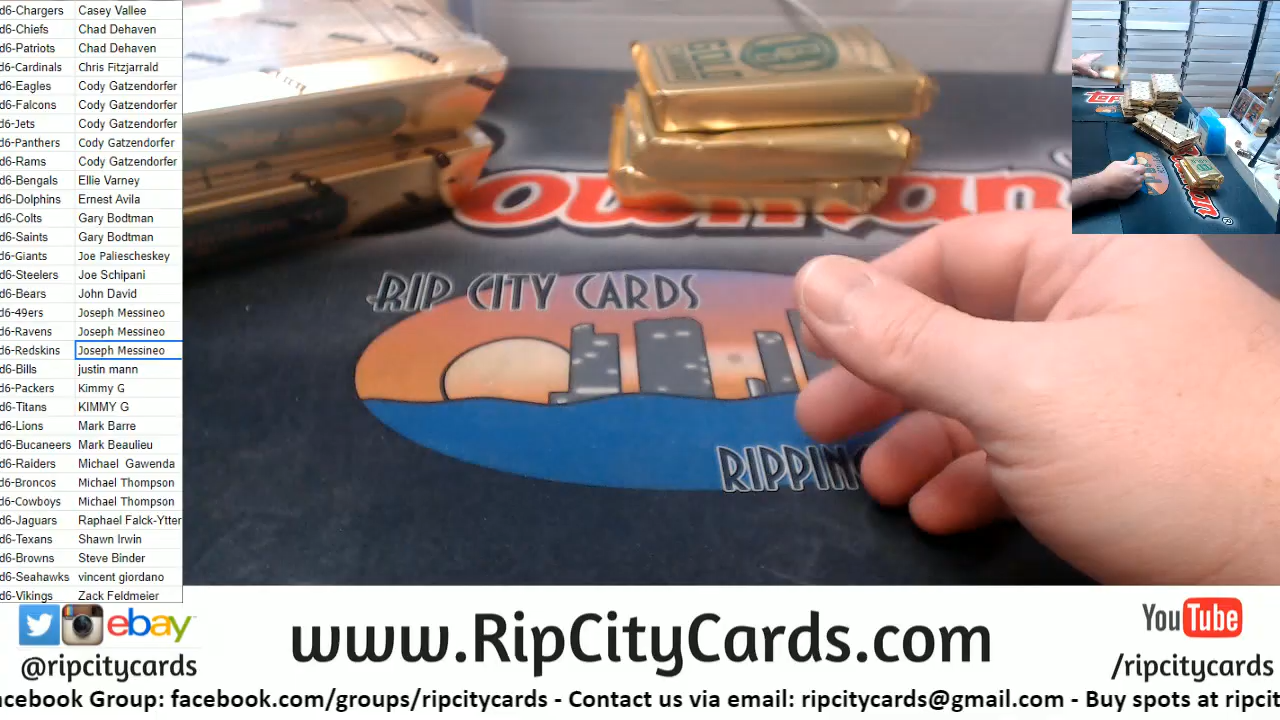 d6-Chargers Casey Vallee
d6-Chiefs Chad Dehaven
d6-Patriots Chad Dehaven
d6-Cardinals Chris Fitzjarrald
d6-Eagles Cody Gatzendorfer
d6-Falcons Cody Gatzendorfer
d6-Jets Cody Gatzendorfer
d6-Panthers Cody Gatzendorfer
d6-Rams Cody Gatzendorfer
d6-Bengals Ellie Varney
d6-Dolphins Ernest Avila
d6-Colts Gary Bodtman
d6-Saints Gary Bodtman
d6-Giants Joe Paliescheskey
d6-Steelers Joe Schipani
d6-Bears John David
d6-49ers Joseph Messineo
d6-Ravens Joseph Messineo
d6-Redskins Joseph Messineo
d6-Bills justin mann
d6-Packers Kimmy G
d6-Titans KIMMY G
d6-Lions Mark Barre
d6-Bucaneers Mark Beaulieu
d6-Raiders Michael Gawenda
d6-Broncos Michael Thompson
d6-Cowboys Michael Thompson
d6-Jaguars Raphael Falck-Ytter
d6-Texans Shawn Irwin
d6-Browns Steve Binder
d6-Seahawks vincent giordano
d6-Vikings Zack Feldmeier
RIP CITY CARDS
RIPPIN
ebay
@ripcitycards
www.RipCityCards.com
YouTube
/ripcitycards
acebook Group: facebook.com/groups/ripcitycards - Contact us via email: ripcitycards@gmail.com - Buy spots at ripcit